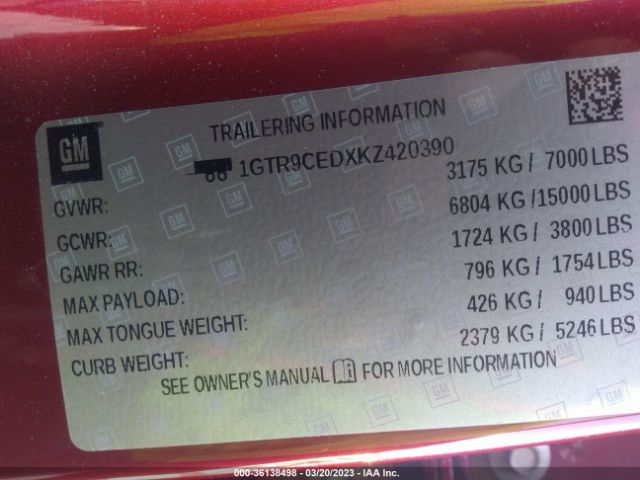 GM
TRAILERING INFORMATION
1GTR9CEDXKZ420390
GVWR: 3175 KG / 7000 LBS
GCWR: 6804 KG /15000 LBS
GAWR RR: 1724 KG / 3800 LBS
MAX PAYLOAD: 796 KG / 1754 LBS
MAX TONGUE WEIGHT: 426 KG / 940 LBS
CURB WEIGHT: 2379 KG / 5246 LBS
SEE OWNER'S MANUAL FOR MORE INFORMATION
000-36138498 - 03/20/2023 - IAA Inc.